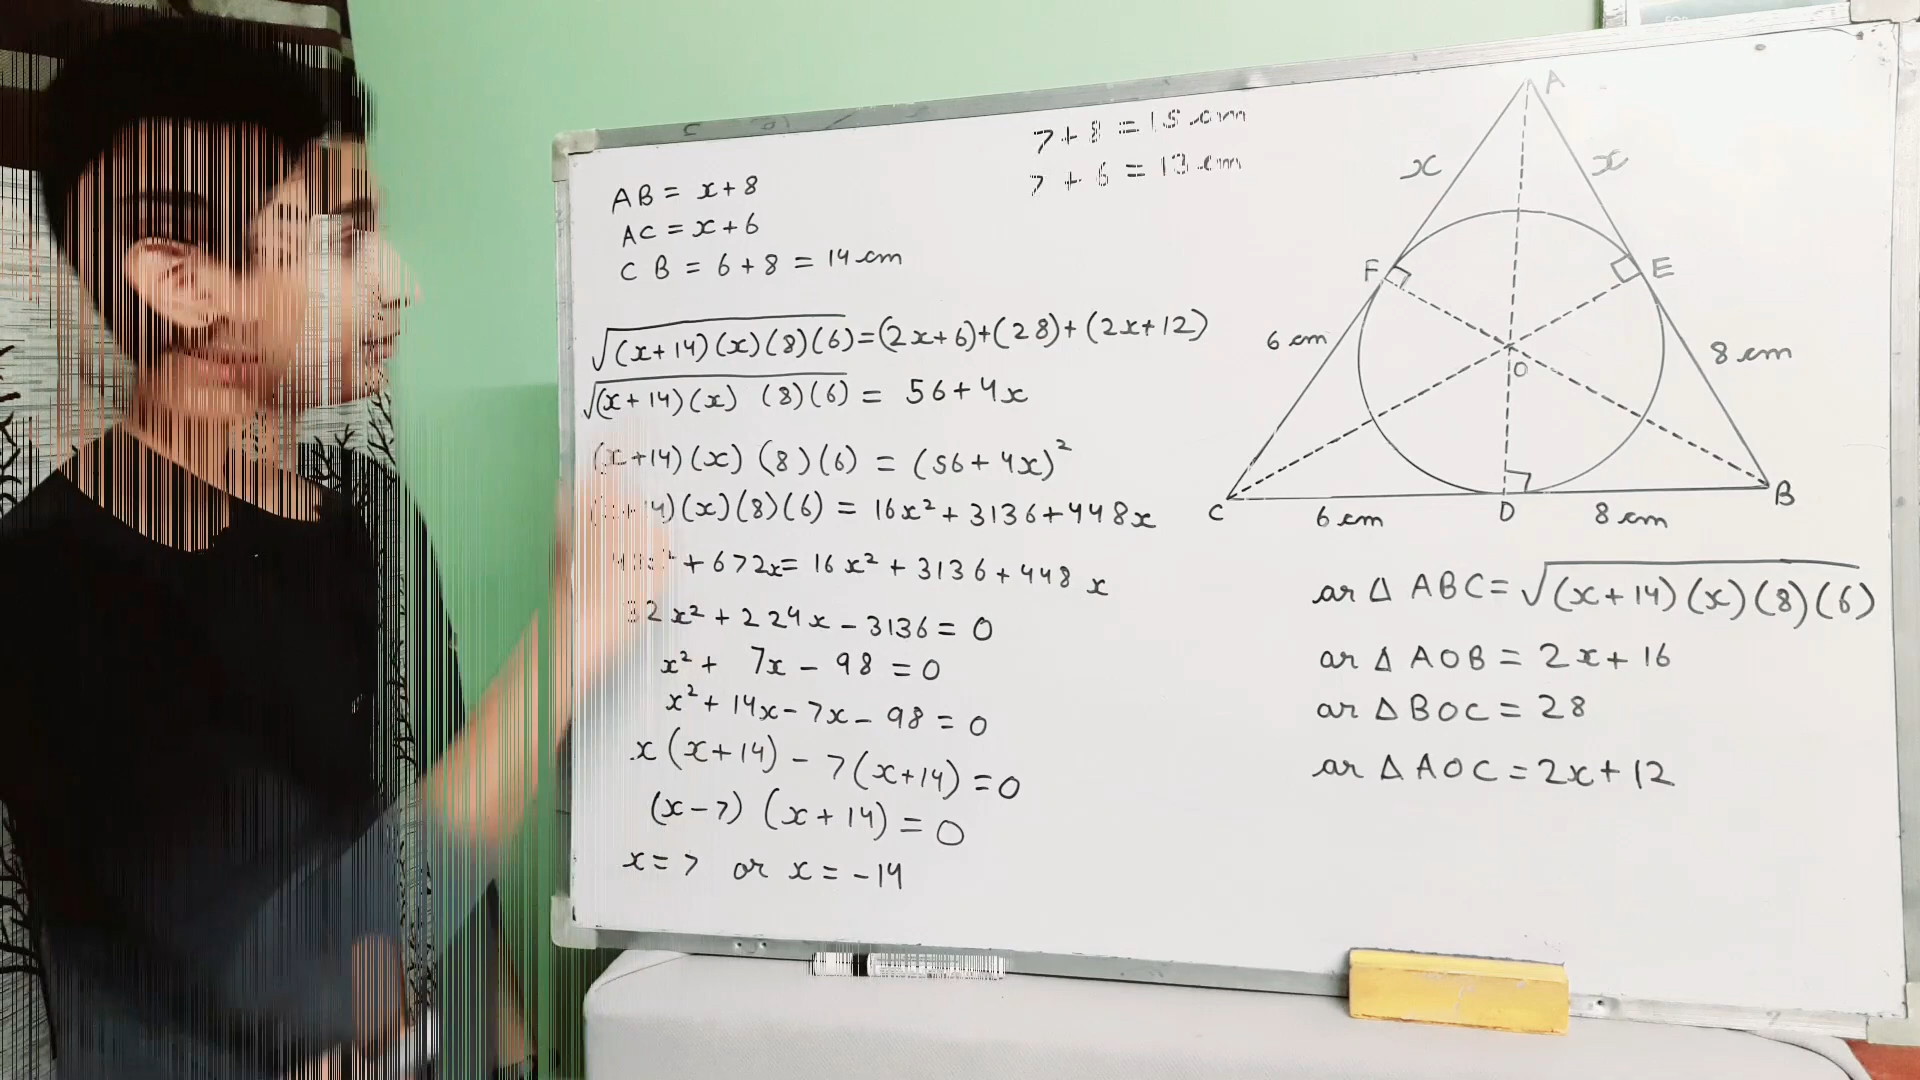 7 + 8 = 15 cm
7 + 6 = 13 cm
AB = x + 8
AC = x + 6
CB = 6 + 8 = 14 cm
√(x+14)(x)(8)(6) = (2x+6)+(28)+(2x+12)
√(x+14)(x) (8)(6) = 56+4x
(x+14)(x) (8)(6) = (56+4x)²
14)(x)(8)(6) = 16x²+3136+448x
+672x = 16x²+3136+448x
32x²+224x-3136=0
x²+ 7x - 98 = 0
x²+14x-7x-98=0
x(x+14)-7(x+14)=0
(x-7)(x+14)=0
x=7 or x=-14
A
x x
F E
6 cm 8 cm
O
C 6 cm D 8 cm B
ar △ ABC = √(x+14)(x)(8)(6)
ar △ AOB = 2x+16
ar △ BOC = 28
ar △ AOC = 2x+12